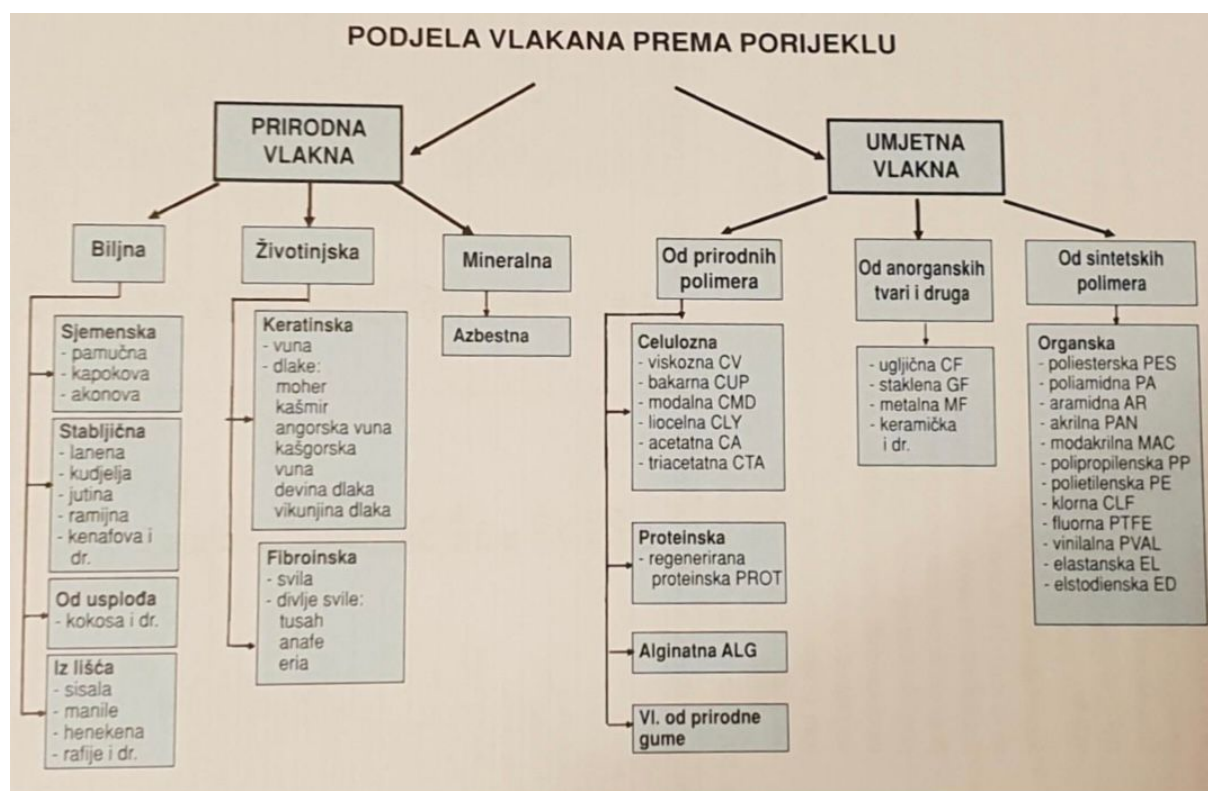 PODJELA VLAKANA PREMA PORIJEKLU
PRIRODNA
VLAKNA
Biljna
Sjemenska
- pamučna
- kapokova
- akonova
Stabljična
- lanena
- kudjelja
- jutina
- ramijna
- kenafova i
dr.
Od usplođa
- kokosa i dr.
Iz lišća
- sisala
- manile
- henekena
- rafije i dr.
Životinjska
Keratinska
- vuna
- dlake:
moher
kašmir
angorska vuna
kašgorska
vuna
devina dlaka
vikunjina dlaka
Fibroinska
- svila
- divlje svile:
tusah
anafe
eria
Mineralna
Azbestna
UMJETNA
VLAKNA
Od prirodnih
polimera
Celulozna
- viskozna CV
- bakarna CUP
- modalna CMD
- liocelna CLY
- acetatna CA
- triacetatna CTA
Proteinska
- regenerirana
proteinska PROT
Alginatna ALG
Vl. od prirodne
gume
Od anorganskih
tvari i druga
- ugljična CF
- staklena GF
- metalna MF
- keramička
i dr.
Od sintetskih
polimera
Organska
- poliesterska PES
- poliamidna PA
- aramidna AR
- akrilna PAN
- modakrilna MAC
- polipropilenska PP
- polietilenska PE
- klorna CLF
- fluorna PTFE
- vinilalna PVAL
- elastanska EL
- elstodienska ED